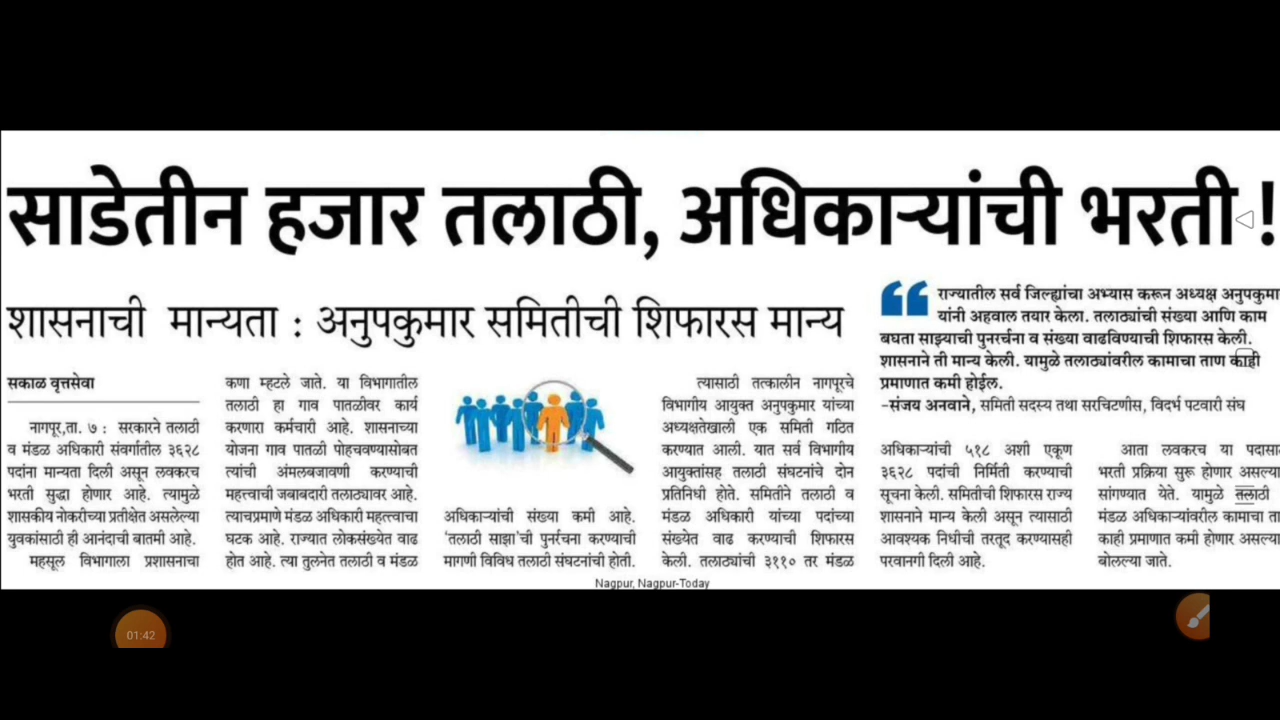 साडेतीन हजार तलाठी, अधिकाऱ्यांची भरती !
शासनाची मान्यता : अनुपकुमार समितीची शिफारस मान्य
राज्यातील सर्व जिल्ह्यांचा अभ्यास करून अध्यक्ष अनुपकुमा
यांनी अहवाल तयार केला. तलाठ्यांची संख्या आणि काम
बघता साझ्याची पुनर्रचना व संख्या वाढविण्याची शिफारस केली.
शासनाने ती मान्य केली. यामुळे तलाठ्यांवरील कामाचा ताण काही
प्रमाणात कमी होईल.
-संजय अनवाने, समिती सदस्य तथा सरचिटणीस, विदर्भ पटवारी संघ
सकाळ वृत्तसेवा
नागपूर,ता. ७ : सरकारने तलाठी
व मंडळ अधिकारी संवर्गातील ३६२८
पदांना मान्यता दिली असून लवकरच
भरती सुद्धा होणार आहे. त्यामुळे
शासकीय नोकरीच्या प्रतीक्षेत असलेल्या
युवकांसाठी ही आनंदाची बातमी आहे.
महसूल विभागाला प्रशासनाचा
कणा म्हटले जाते. या विभागातील
तलाठी हा गाव पातळीवर कार्य
करणारा कर्मचारी आहे. शासनाच्या
योजना गाव पातळी पोहचवण्यासोबत
त्यांची अंमलबजावणी करण्याची
महत्त्वाची जबाबदारी तलाठ्यावर आहे.
त्याचप्रमाणे मंडळ अधिकारी महत्त्वाचा
घटक आहे. राज्यात लोकसंख्येत वाढ
होत आहे. त्या तुलनेत तलाठी व मंडळ
अधिकाऱ्यांची संख्या कमी आहे.
'तलाठी साझा'ची पुनर्रचना करण्याची
मागणी विविध तलाठी संघटनांची होती.
त्यासाठी तत्कालीन नागपूरचे
विभागीय आयुक्त अनुपकुमार यांच्या
अध्यक्षतेखाली एक समिती गठित
करण्यात आली. यात सर्व विभागीय
आयुक्तांसह तलाठी संघटनांचे दोन
प्रतिनिधी होते. समितीने तलाठी व
मंडळ अधिकारी यांच्या पदांच्या
संख्येत वाढ करण्याची शिफारस
केली. तलाठ्यांची ३११० तर मंडळ
अधिकाऱ्यांची ५१८ अशी एकूण
३६२८ पदांची निर्मिती करण्याची
सूचना केली. समितीची शिफारस राज्य
शासनाने मान्य केली असून त्यासाठी
आवश्यक निधीची तरतूद करण्यासही
परवानगी दिली आहे.
आता लवकरच या पदासा
भरती प्रक्रिया सुरू होणार असल्या
सांगण्यात येते. यामुळे तलाठी
मंडळ अधिकाऱ्यांवरील कामाचा ता
काही प्रमाणात कमी होणार असल्या
बोलल्या जाते.
Nagpur, Nagpur-Today
01:42